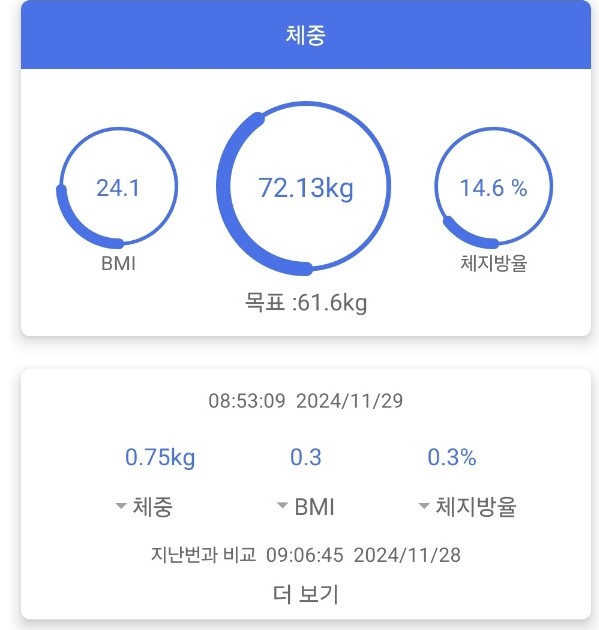 체중
24.1
72.13kg
14.6 %
BMI
체지방율
목표 :61.6kg
08:53:09 2024/11/29
0.75kg 0.3 0.3%
체중 BMI 체지방율
지난번과 비교 09:06:45 2024/11/28
더 보기